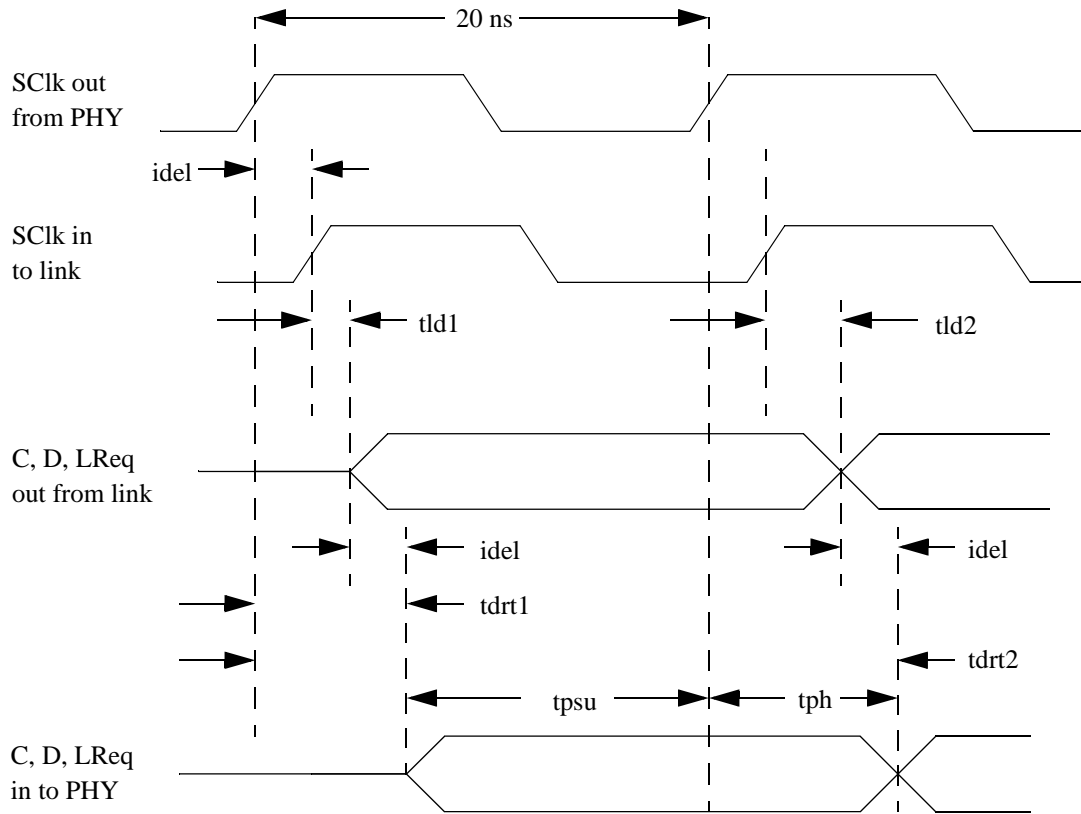 20 ns
SClk out
from PHY
idel
SClk in
to link
tld1
tld2
C, D, LReq
out from link
idel
idel
tdrt1
tdrt2
tpsu
tph
C, D, LReq
in to PHY